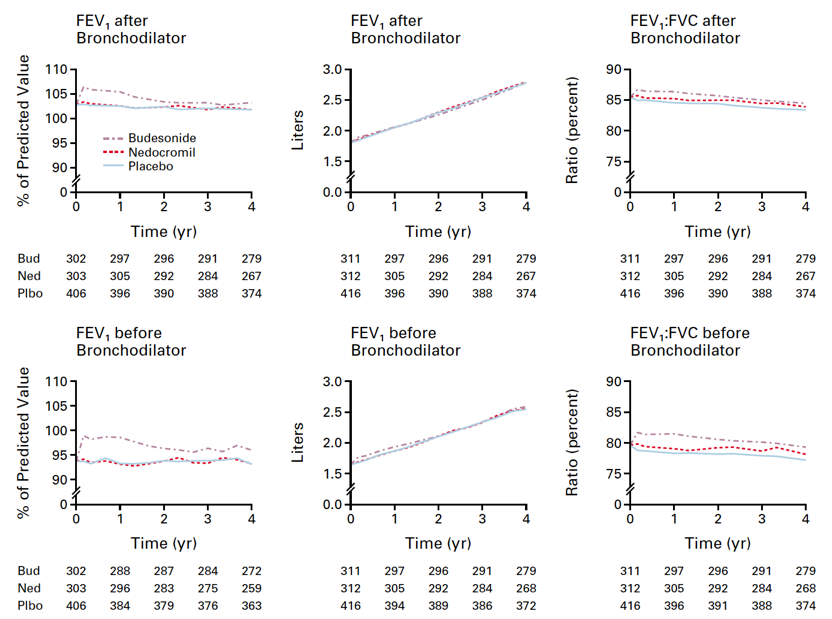 FEV1 after
Bronchodilator
% of Predicted Value
110
105
100
95
90
0
Budesonide
Nedocromil
Placebo
0 1 2 3 4
Time (yr)
FEV1 after
Bronchodilator
Liters
3.0
2.5
2.0
1.5
0.0
0 1 2 3 4
Time (yr)
FEV1:FVC after
Bronchodilator
Ratio (percent)
90
85
80
75
0
0 1 2 3 4
Time (yr)
Bud 302 297 296 291 279 311 297 296 291 279 311 297 296 291 279
Ned 303 305 292 284 267 312 305 292 284 267 312 305 292 284 267
Plbo 406 396 390 388 374 416 396 390 388 374 416 396 390 388 374
FEV1 before
Bronchodilator
% of Predicted Value
110
105
100
95
90
0
0 1 2 3 4
Time (yr)
FEV1 before
Bronchodilator
Liters
3.0
2.5
2.0
1.5
0.0
0 1 2 3 4
Time (yr)
FEV1:FVC before
Bronchodilator
Ratio (percent)
90
85
80
75
0
0 1 2 3 4
Time (yr)
Bud 302 288 287 284 272 311 297 296 291 279 311 297 296 291 279
Ned 303 296 283 275 259 312 305 292 284 268 312 305 292 284 268
Plbo 406 384 379 376 363 416 394 389 386 372 416 396 391 388 374